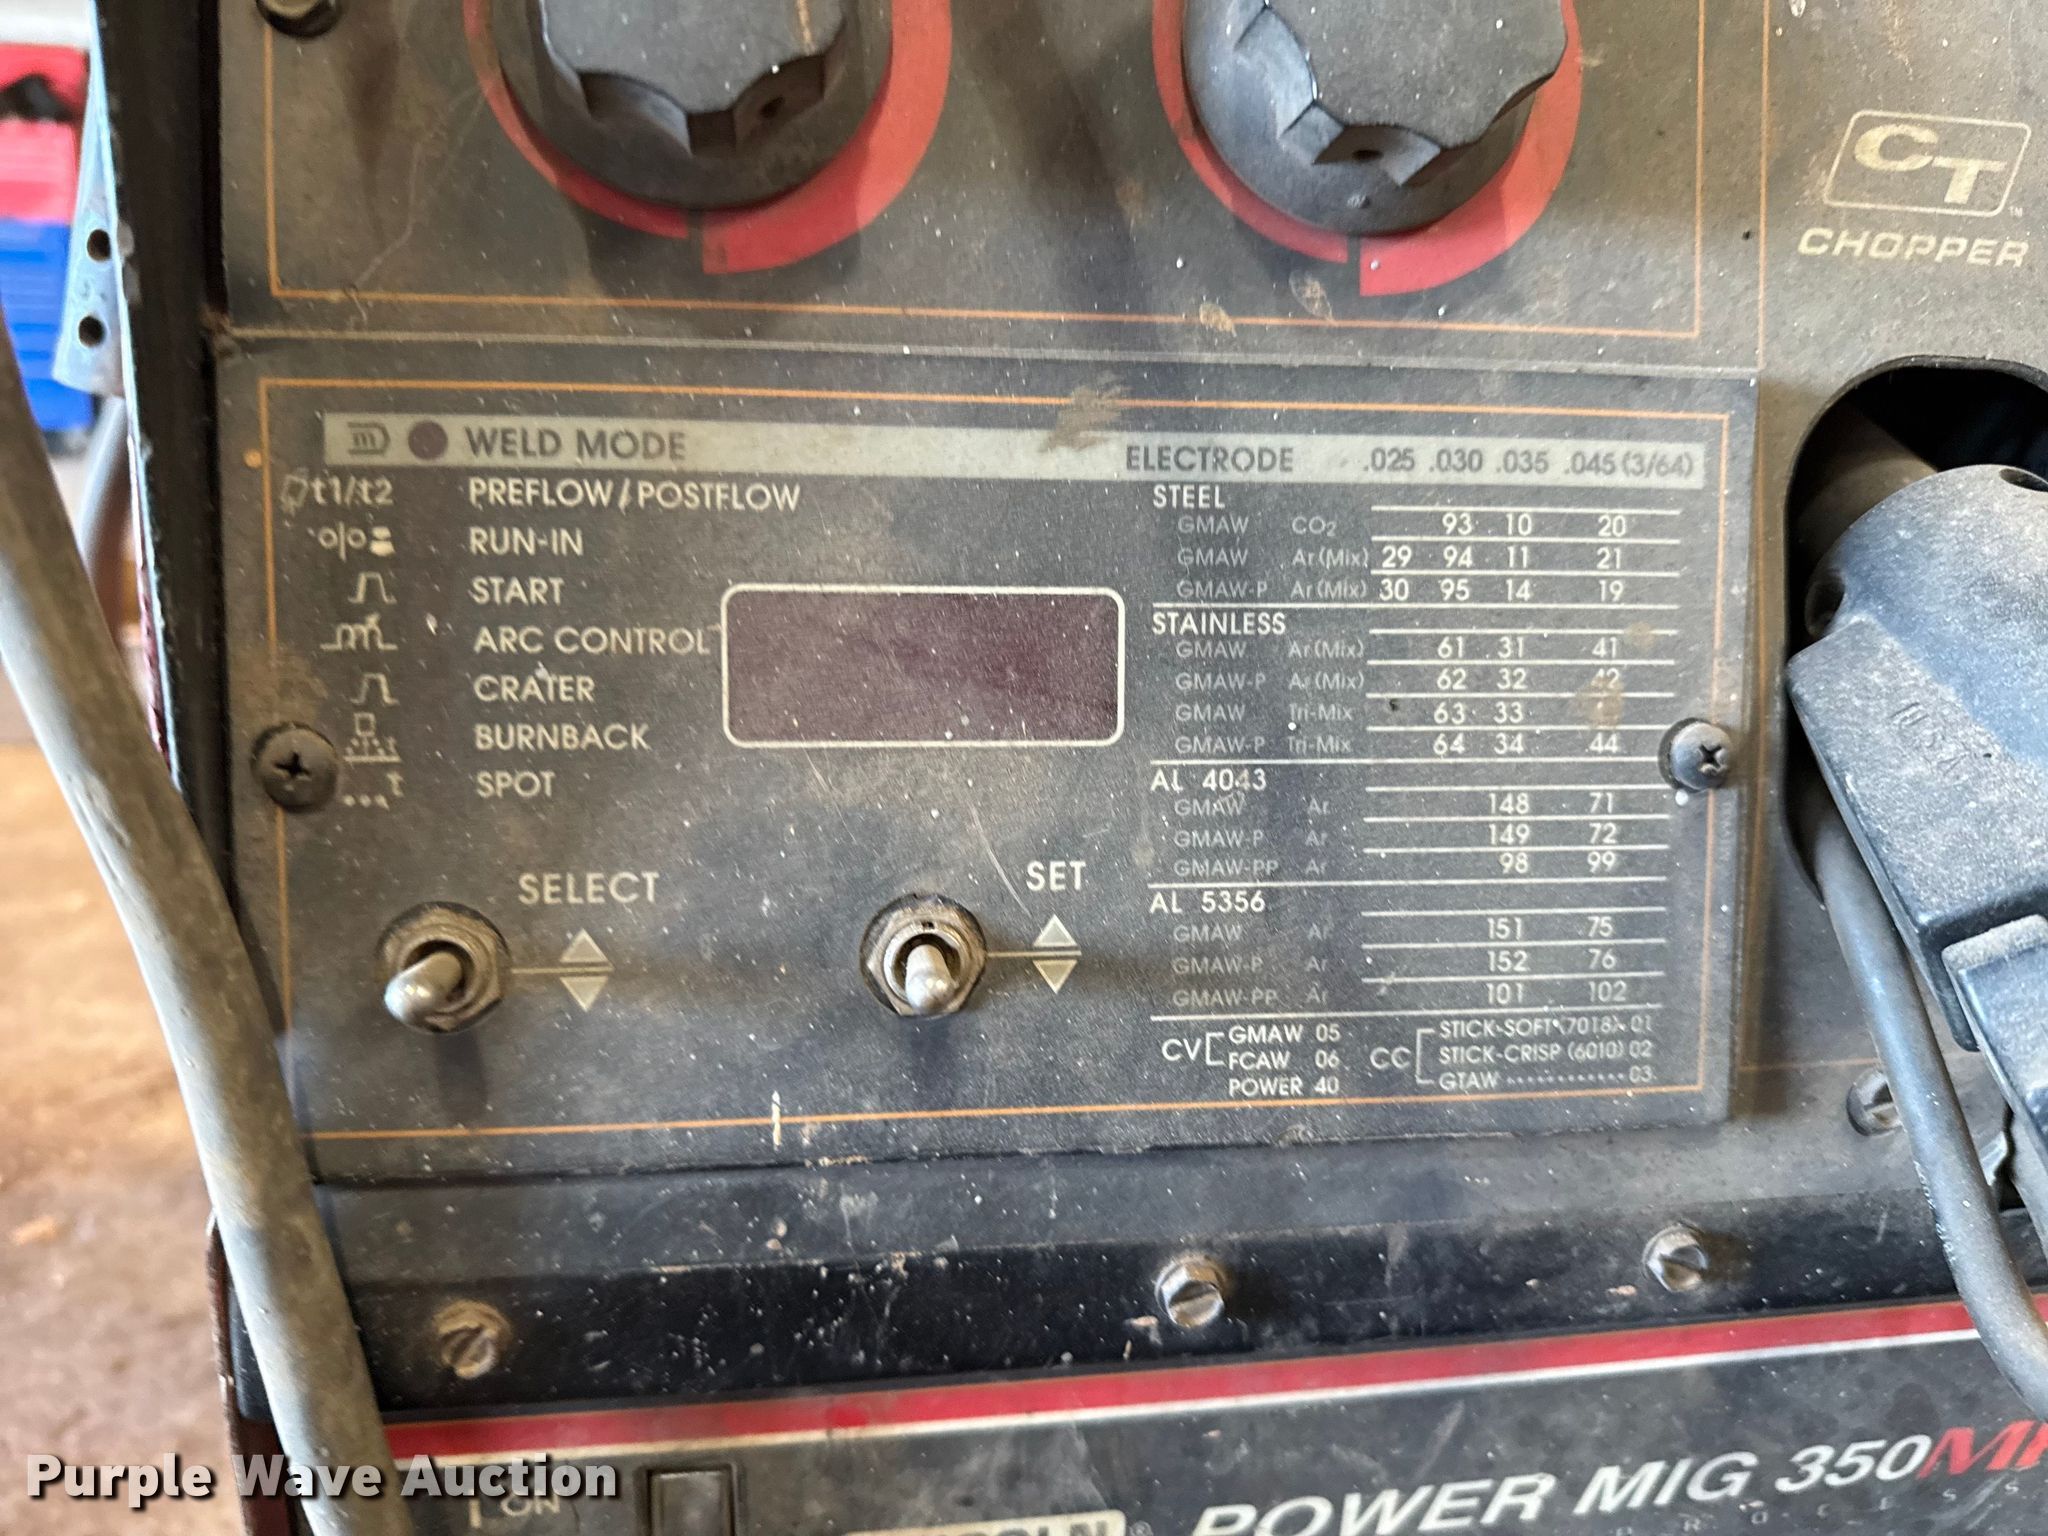 CT
CHOPPER
WELD MODE
t1/t2 PREFLOW/POSTFLOW
RUN-IN
START
ARC CONTROL
CRATER
BURNBACK
t SPOT
SELECT
SET
ELECTRODE .025 .030 .035 .045(3/64)
STEEL
GMAW CO2 93 10 20
GMAW Ar(Mix) 29 94 11 21
GMAW-P Ar(Mix) 30 95 14 19
STAINLESS
GMAW Ar(Mix) 61 31 41
GMAW-P Ar(Mix) 62 32 42
GMAW Tri-Mix 63 33
GMAW-P Tri-Mix 64 34 44
AL 4043
GMAW Ar 148 71
GMAW-P Ar 149 72
GMAW-PP Ar 98 99
AL 5356
GMAW Ar 151 75
GMAW-P Ar 152 76
GMAW-PP Ar 101 102
CV GMAW 05
FCAW 06
POWER 40
CC STICK-SOFT (7018) 01
STICK-CRISP (6010) 02
GTAW ............ 03
POWER MIG 350MP
ON
Purple Wave Auction